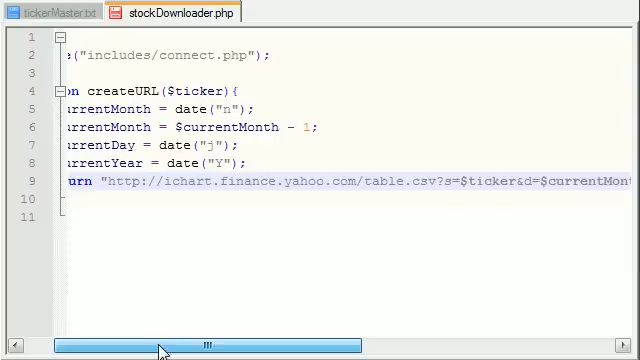 tickerMaster.txt
stockDownloader.php
1
2 e("includes/connect.php");
3
4 on createURL($ticker){
5 urrentMonth = date("n");
6 urrentMonth = $currentMonth - 1;
7 urrentDay = date("j");
8 urrentYear = date("Y");
9 urn "http://ichart.finance.yahoo.com/table.csv?s=$ticker&d=$currentMont
10
11